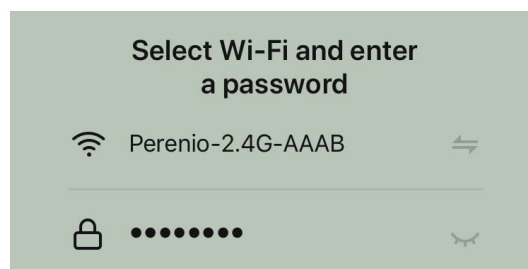 Select Wi-Fi and enter
a password
Perenio-2.4G-AAAB
••••••••